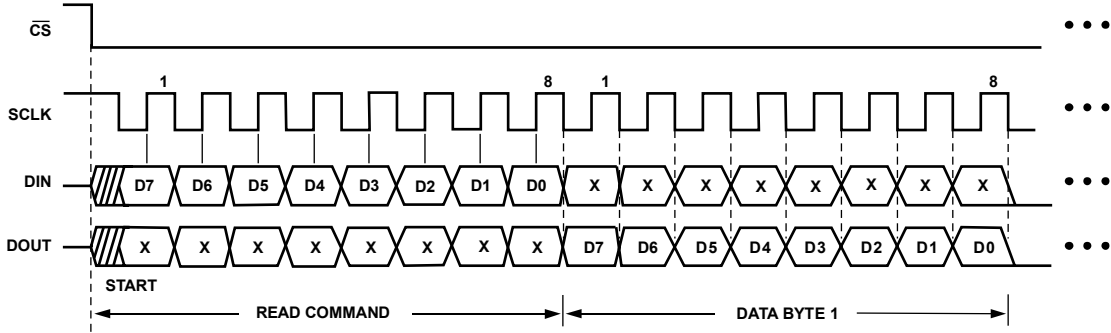 CS
1 8 1 8
SCLK
DIN D7 D6 D5 D4 D3 D2 D1 D0 X X X X X X X X
DOUT X X X X X X X X D7 D6 D5 D4 D3 D2 D1 D0
START
READ COMMAND DATA BYTE 1